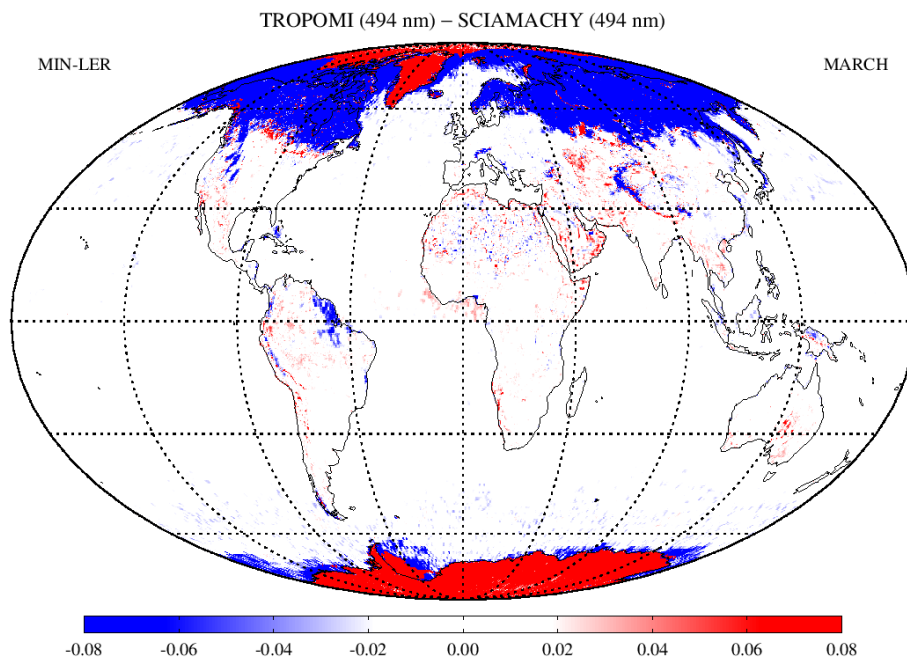 TROPOMI (494 nm) − SCIAMACHY (494 nm)
MIN-LER
MARCH
-0.08 -0.06 -0.04 -0.02 0.00 0.02 0.04 0.06 0.08